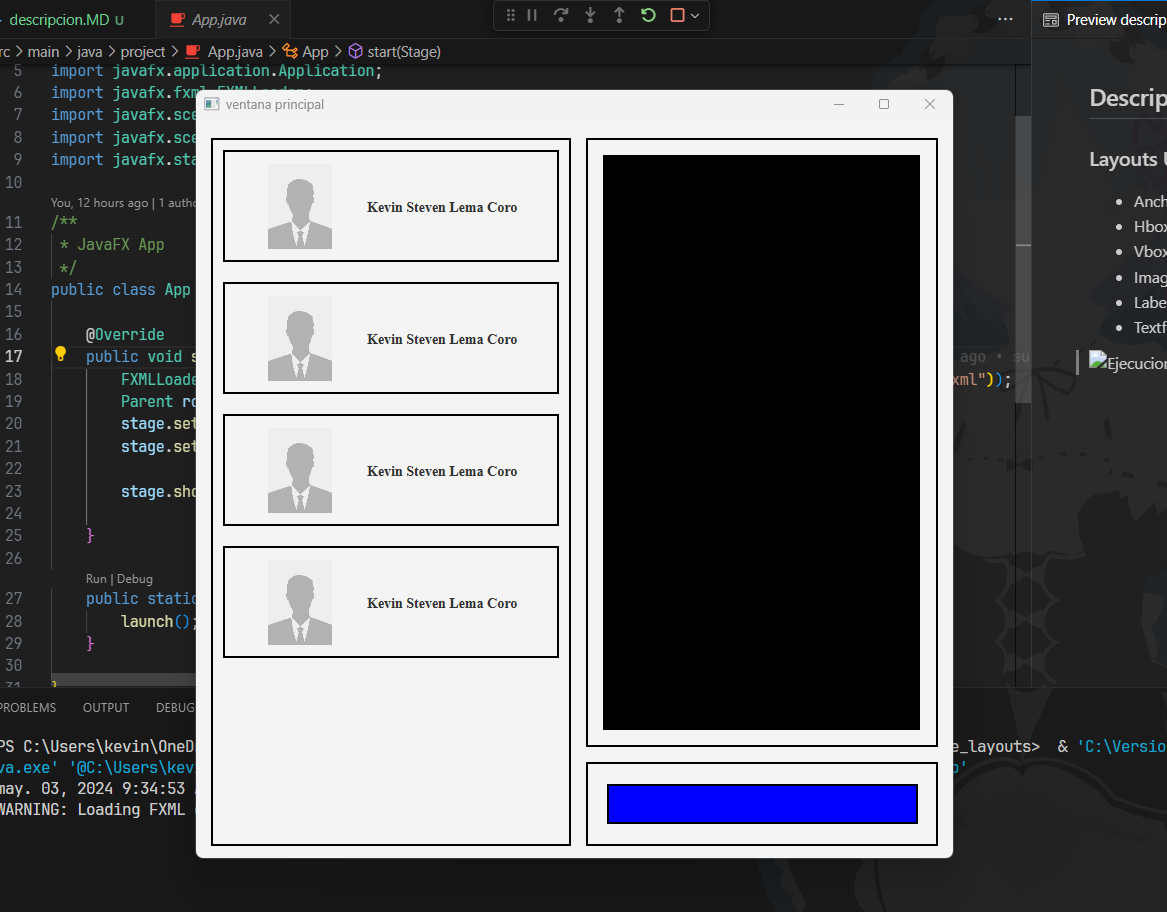 descripcion.MD U
App.java
Preview descrip
rc > main > java > project > App.java > App > start(Stage)
5 import javafx.application.Application;
6 import javafx.fxml.FXMLLoader;
7 import javafx.sce
8 import javafx.sce
9 import javafx.sta
10
You, 12 hours ago | 1 autho
11 /**
12 * JavaFX App
13 */
14 public class App
15
16 @Override
17 public void s
ago • su
18 FXMLLoade
xml"));
19 Parent ro
20 stage.set
21 stage.set
22
23 stage.sho
24
25 }
26
Run | Debug
27 public static
28 launch();
29 }
30
31 }
ventana principal
Kevin Steven Lema Coro
Kevin Steven Lema Coro
Kevin Steven Lema Coro
Kevin Steven Lema Coro
Descrip
Layouts U
Anch
Hbox
Vbox
Imag
Labe
Textf
Ejecucion
PROBLEMS OUTPUT DEBUG
PS C:\Users\kevin\OneD
e_layouts> & 'C:\Versio
va.exe' '@C:\Users\kev
p'
may. 03, 2024 9:34:53
WARNING: Loading FXML